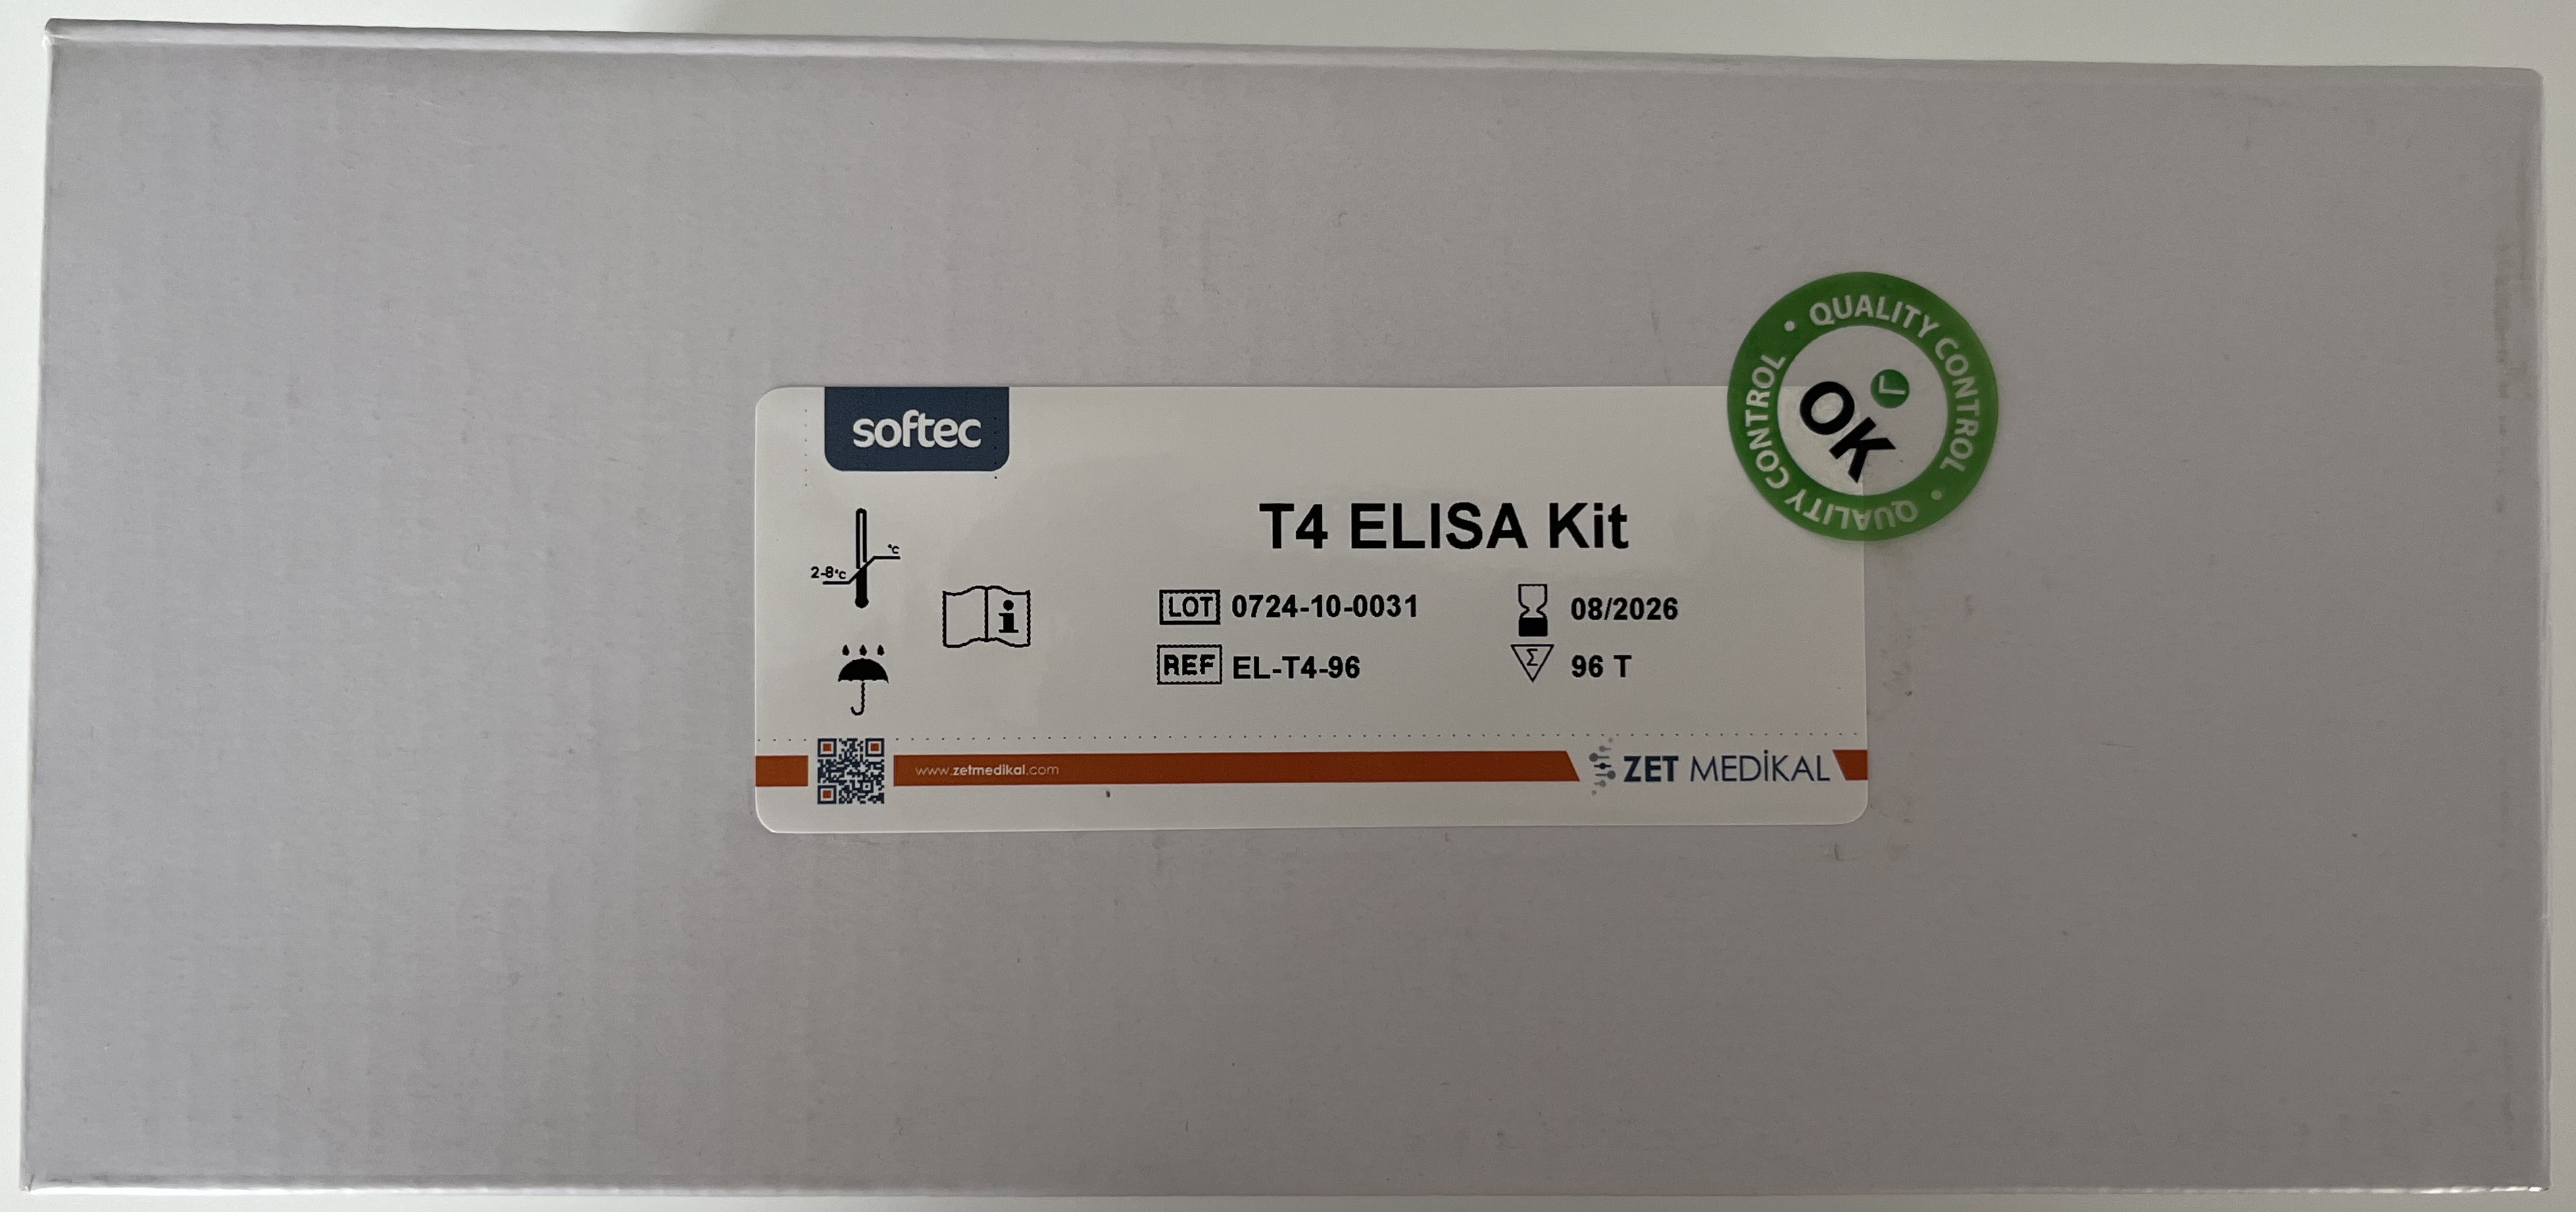 softec
QUALITY CONTROL • QUALITY CONTROL •
OK
T4 ELISA Kit
2-8°C
°C
i
LOT 0724-10-0031
08/2026
REF EL-T4-96
Σ 96 T
www.zetmedikal.com
ZET MEDİKAL